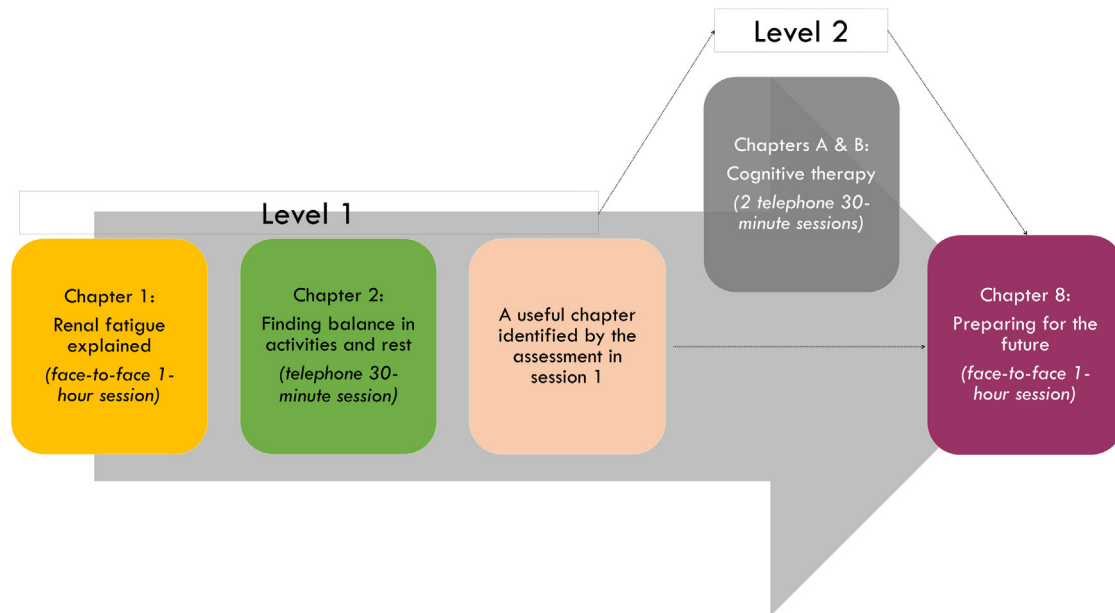 Level 2
Chapters A & B:
Cognitive therapy
(2 telephone 30-
minute sessions)
Level 1
Chapter 1:
Renal fatigue
explained
(face-to-face 1-
hour session)
Chapter 2:
Finding balance in
activities and rest
(telephone 30-
minute session)
A useful chapter
identified by the
assessment in
session 1
Chapter 8:
Preparing for the
future
(face-to-face 1-
hour session)